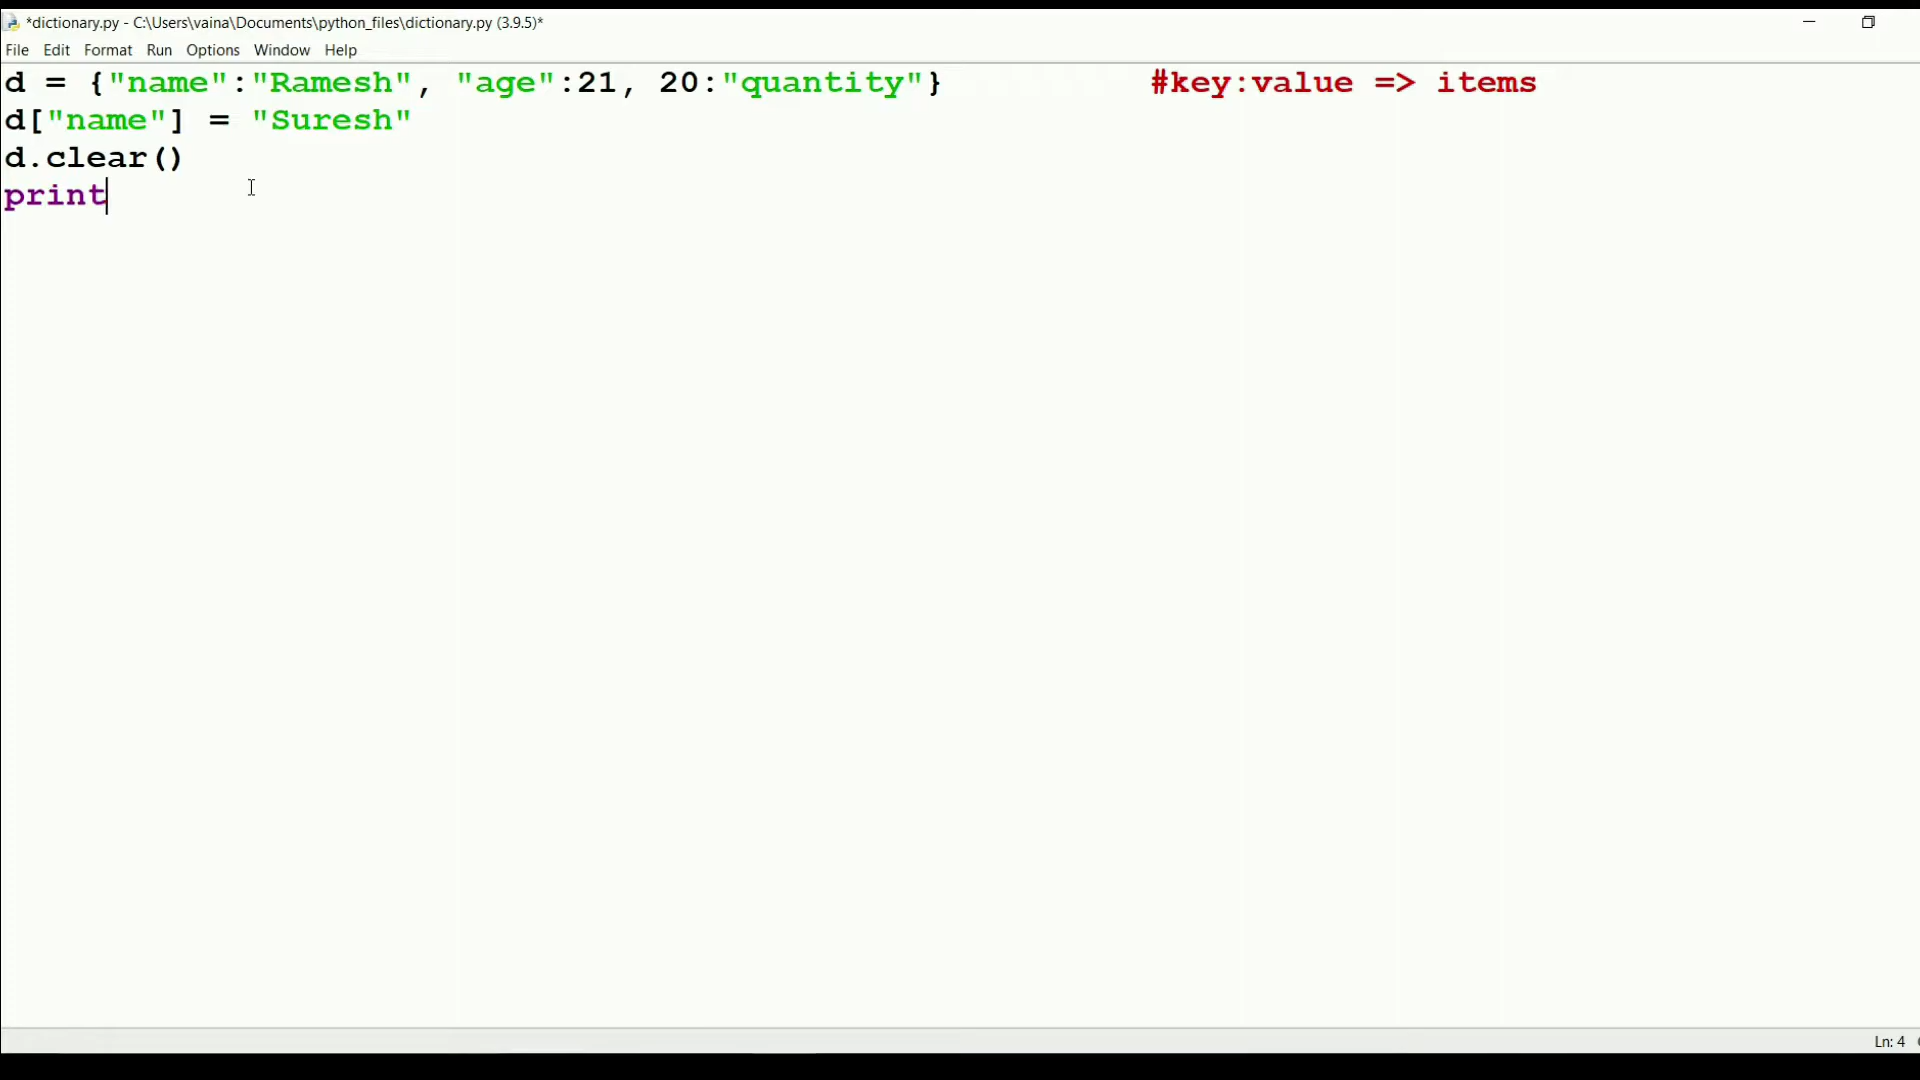 *dictionary.py - C:\Users\vaina\Documents\python_files\dictionary.py (3.9.5)*
File Edit Format Run Options Window Help
d = {"name":"Ramesh", "age":21, 20:"quantity"} #key:value => items
d["name"] = "Suresh"
d.clear()
print
Ln: 4